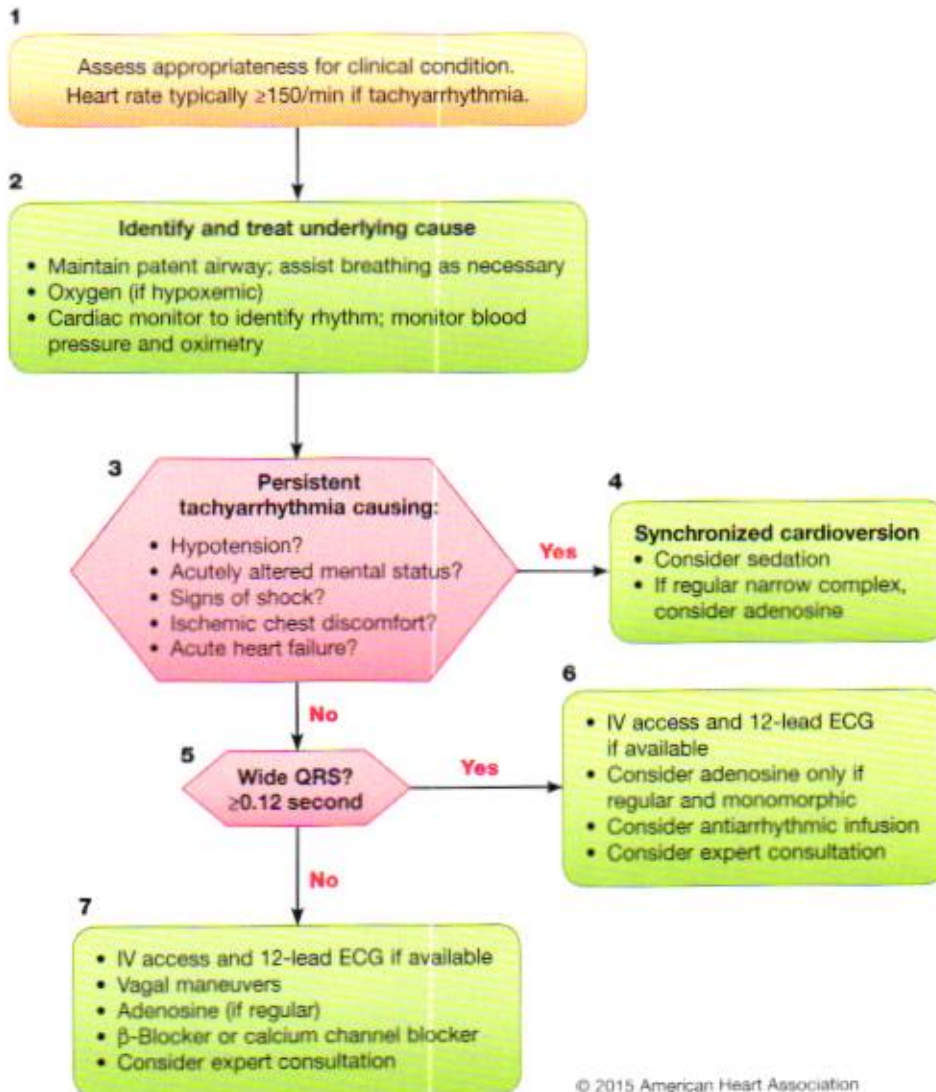 1
Assess appropriateness for clinical condition.
Heart rate typically ≥150/min if tachyarrhythmia.
2
Identify and treat underlying cause
• Maintain patent airway; assist breathing as necessary
• Oxygen (if hypoxemic)
• Cardiac monitor to identify rhythm; monitor blood
pressure and oximetry
3
Persistent
tachyarrhythmia causing:
• Hypotension?
• Acutely altered mental status?
• Signs of shock?
• Ischemic chest discomfort?
• Acute heart failure?
Yes
4
Synchronized cardioversion
• Consider sedation
• If regular narrow complex,
consider adenosine
No
5
Wide QRS?
≥0.12 second
Yes
6
• IV access and 12-lead ECG
if available
• Consider adenosine only if
regular and monomorphic
• Consider antiarrhythmic infusion
• Consider expert consultation
No
7
• IV access and 12-lead ECG if available
• Vagal maneuvers
• Adenosine (if regular)
• β-Blocker or calcium channel blocker
• Consider expert consultation
© 2015 American Heart Association